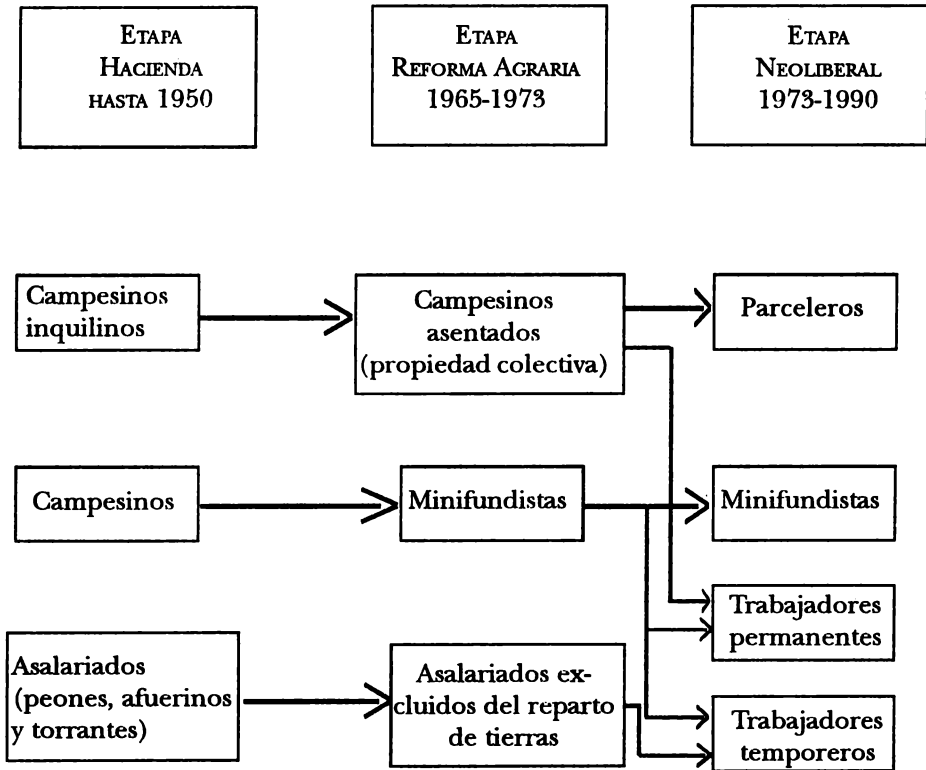 ETAPA
HACIENDA
HASTA 1950
ETAPA
REFORMA AGRARIA
1965-1973
ETAPA
NEOLIBERAL
1973-1990
Campesinos
inquilinos
Campesinos
asentados
(propiedad colectiva)
Parceleros
Campesinos
Minifundistas
Minifundistas
Trabajadores
permanentes
Asalariados
(peones, afuerinos
y torrantes)
Asalariados ex-
cluidos del reparto
de tierras
Trabajadores
temporeros